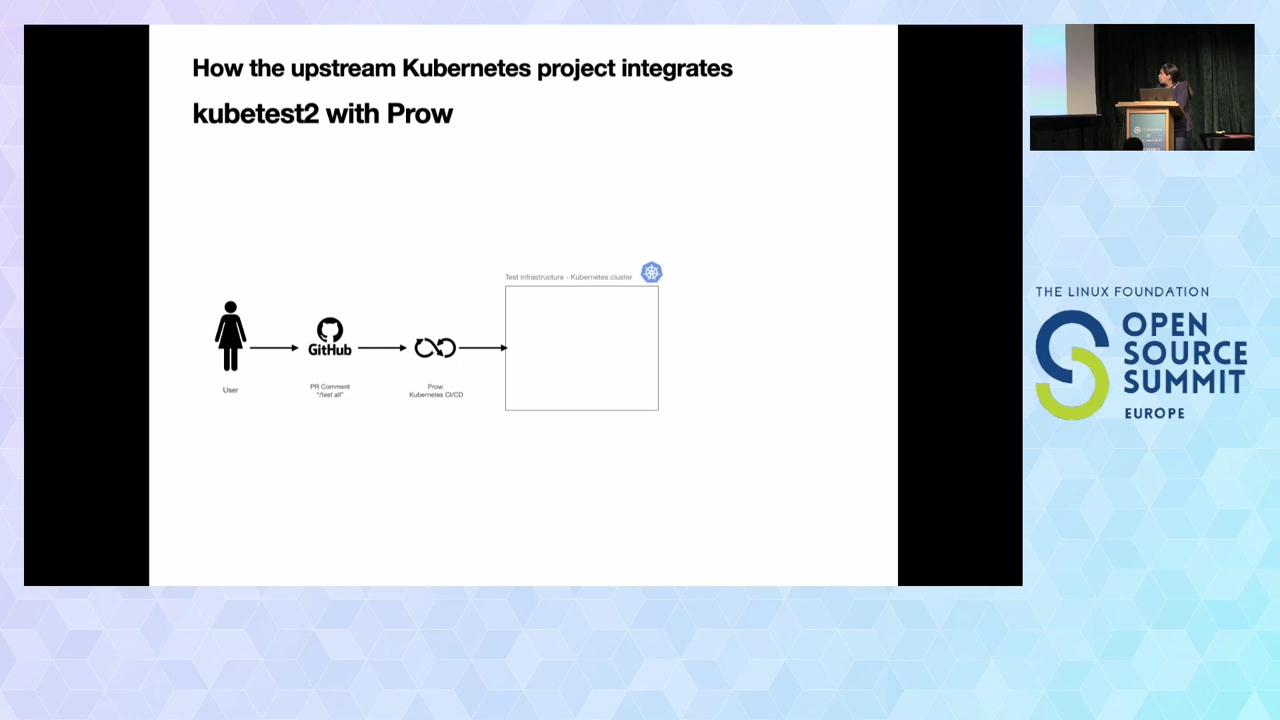 How the upstream Kubernetes project integrates
kubetest2 with Prow
Test infrastructure - Kubernetes cluster
GitHub
User
PR Comment
"/test all"
Prow
Kubernetes CI/CD
THE LINUX FOUNDATION
OPEN
SOURCE
SUMMIT
EUROPE